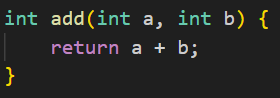 int add(int a, int b) {
    return a + b;
}